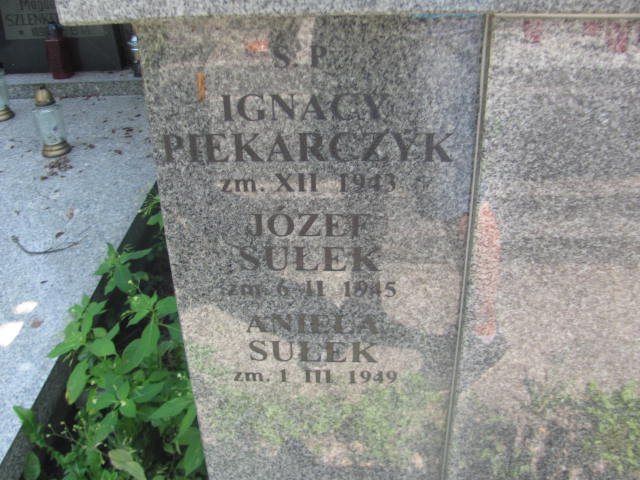 Ś. P.
IGNACY
PIEKARCZYK
zm. XII 1943
JÓZEF
SUŁEK
zm. 6 II 1945
ANIELA
SUŁEK
zm. 1 III 1949